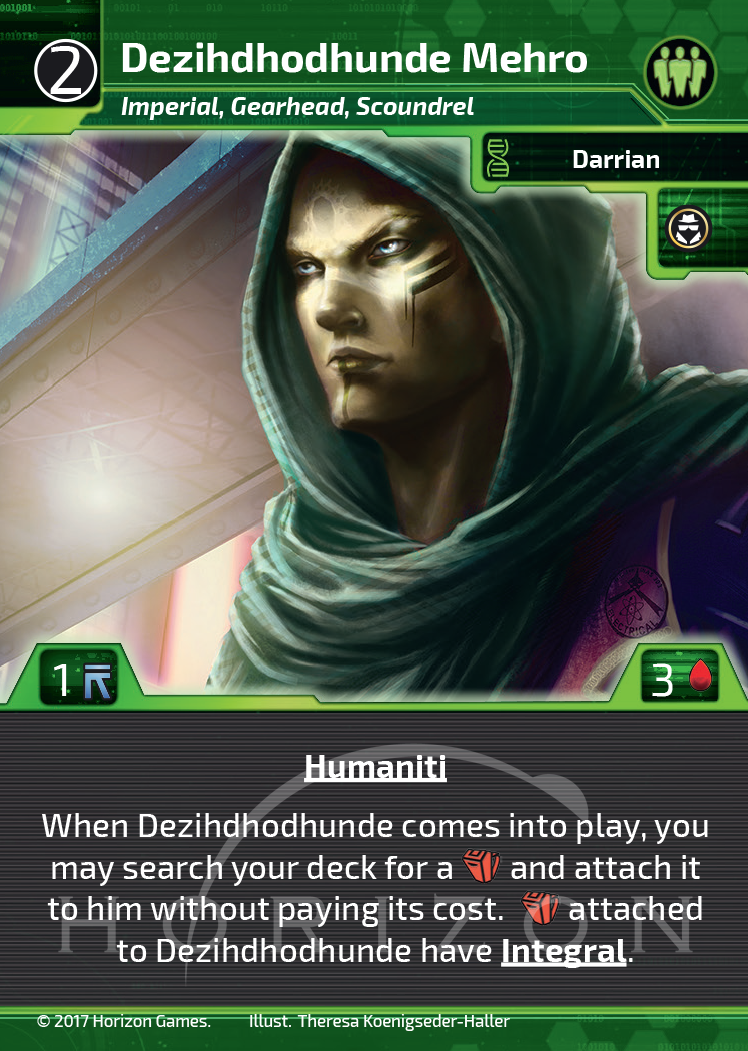 2
Dezihdhodhunde Mehro
Imperial, Gearhead, Scoundrel
Darrian
ELECTRICAL
1
3
Humaniti
When Dezihdhodhunde comes into play, you
may search your deck for a and attach it
to him without paying its cost. attached
to Dezihdhodhunde have Integral.
HORIZON
© 2017 Horizon Games. Illust. Theresa Koenigseder-Haller